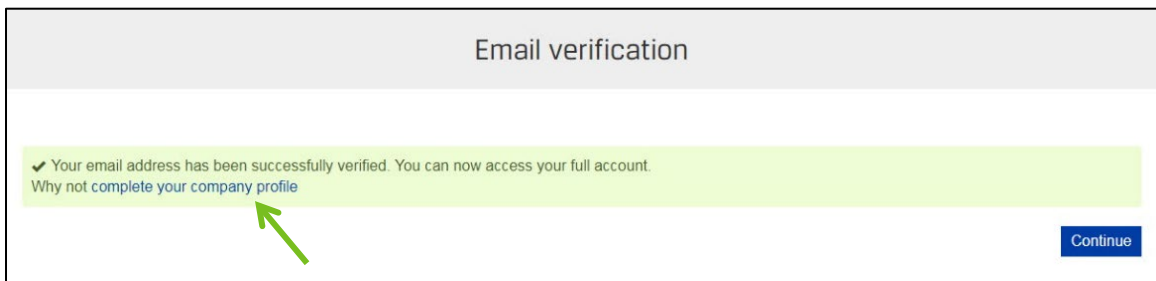 Email verification
✔ Your email address has been successfully verified. You can now access your full account.
Why not complete your company profile
Continue